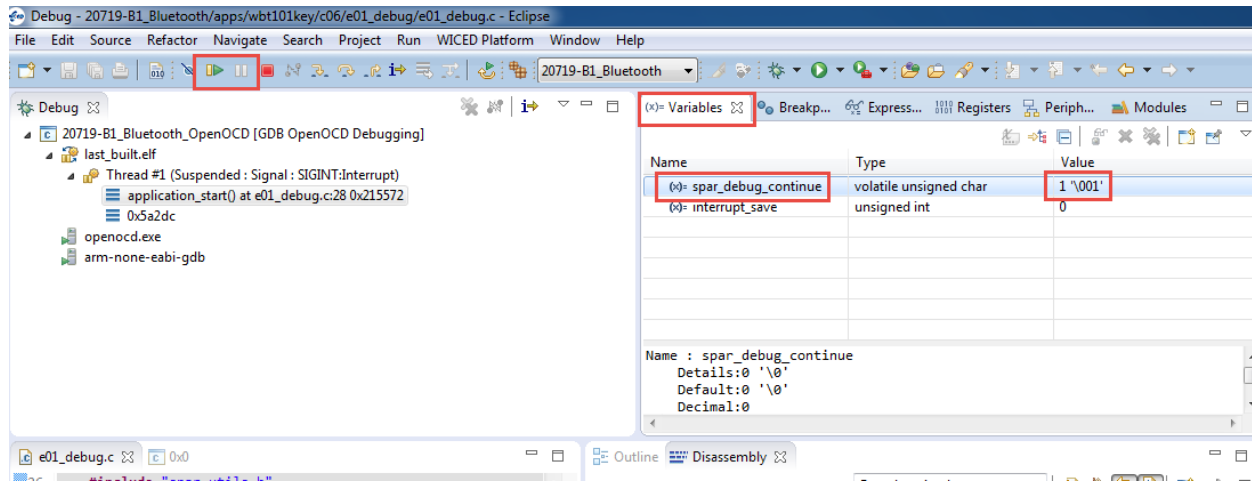 Debug - 20719-B1_Bluetooth/apps/wbt101key/c06/e01_debug/e01_debug.c - Eclipse
File Edit Source Refactor Navigate Search Project Run WICED Platform Window Help
20719-B1_Bluetooth
Debug
20719-B1_Bluetooth_OpenOCD [GDB OpenOCD Debugging]
last_built.elf
Thread #1 (Suspended : Signal : SIGINT:Interrupt)
application_start() at e01_debug.c:28 0x215572
0x5a2dc
openocd.exe
arm-none-eabi-gdb
(x)= Variables Breakp... Express... Registers Periph... Modules
Name Type Value
(x)= spar_debug_continue volatile unsigned char 1 '\001'
(x)= interrupt_save unsigned int 0
Name : spar_debug_continue
Details:0 '\0'
Default:0 '\0'
Decimal:0
e01_debug.c 0x0
Outline Disassembly
#include "spar_utils.h"